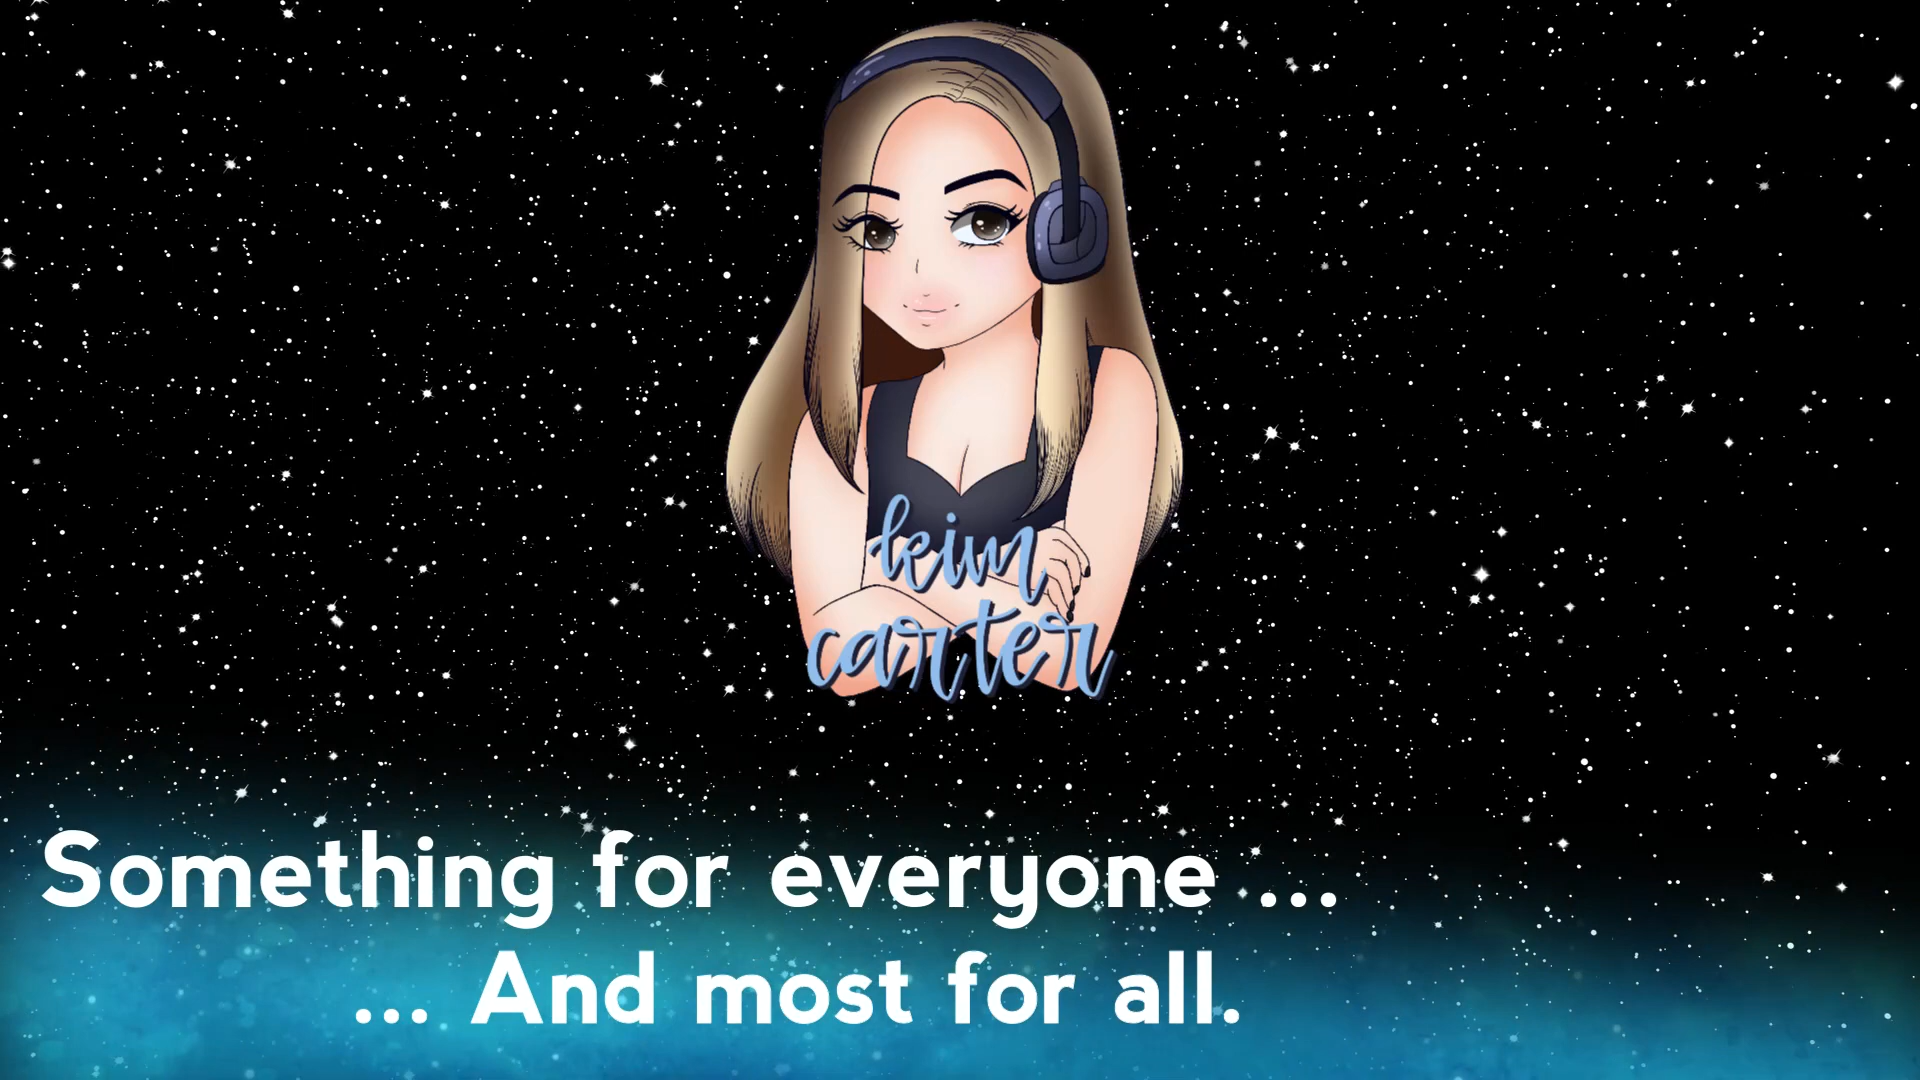 keim
carter
Something for everyone ...
... And most for all.